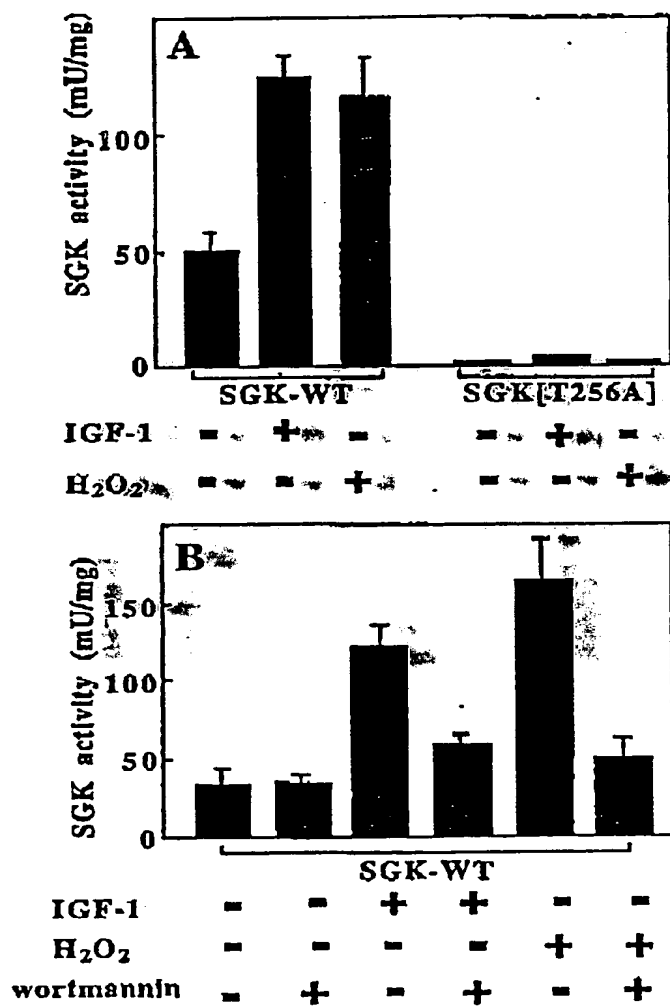 A
SGK activity (mU/mg)
100
50
0
SGK-WT SGK[T256A]
IGF-1 - + - - + -
H₂O₂ - - + - - +
B
SGK activity (mU/mg)
150
100
50
0
SGK-WT
IGF-1 - - + + - -
H₂O₂ - - - - + +
wortmannin - + - + - +